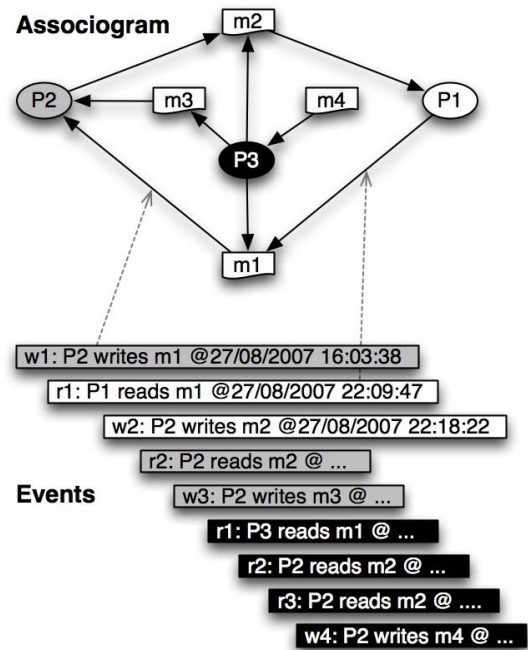 Associogram
m2
P2
m3
m4
P1
P3
m1
w1: P2 writes m1 @27/08/2007 16:03:38
r1: P1 reads m1 @27/08/2007 22:09:47
w2: P2 writes m2 @27/08/2007 22:18:22
r2: P2 reads m2 @ ...
Events
w3: P2 writes m3 @ ...
r1: P3 reads m1 @ ...
r2: P2 reads m2 @ ...
r3: P2 reads m2 @ ....
w4: P2 writes m4 @ ...